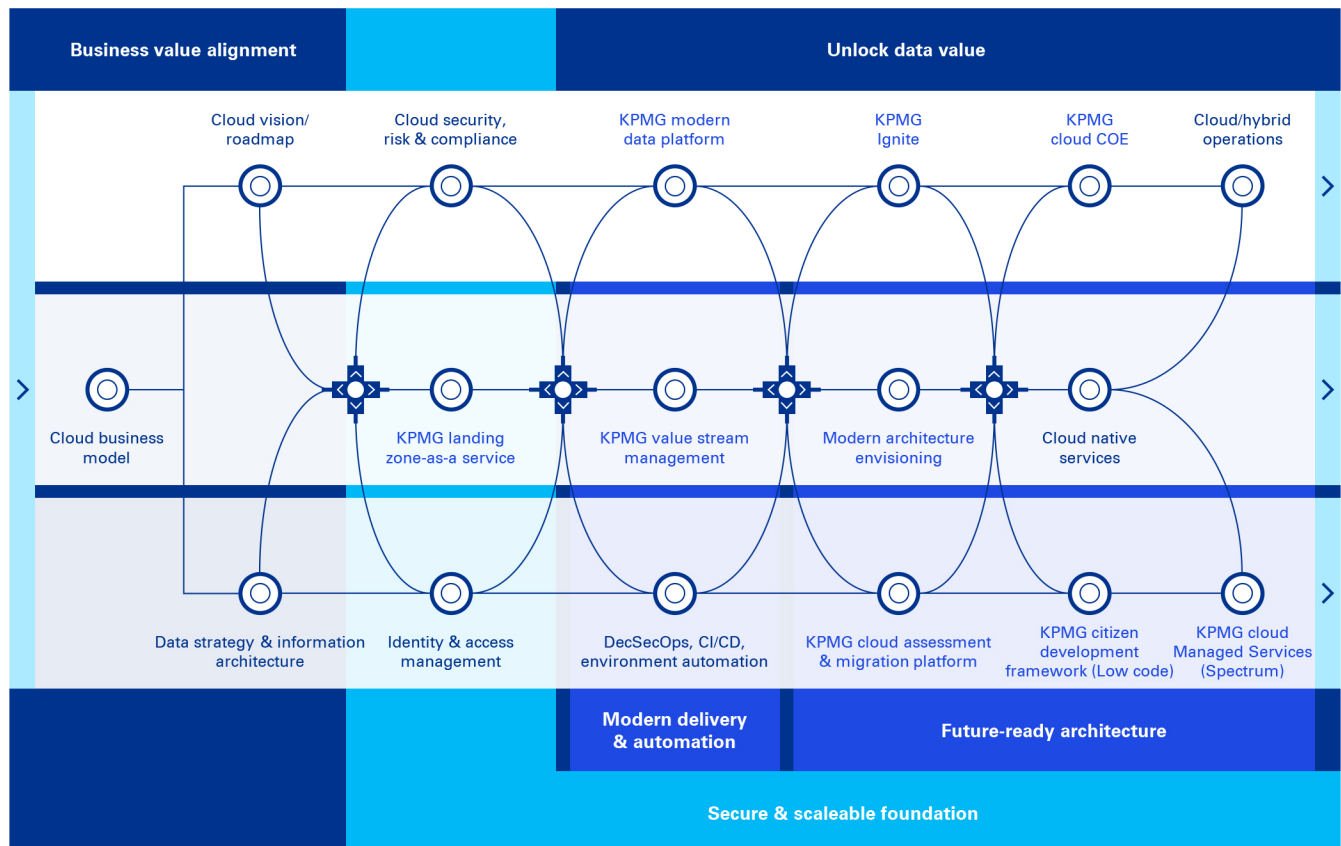 Business value alignment
Unlock data value
Cloud vision/
roadmap
Cloud security,
risk & compliance
KPMG modern
data platform
KPMG
Ignite
KPMG
cloud COE
Cloud/hybrid
operations
Cloud business
model
KPMG landing
zone-as-a service
KPMG value stream
management
Modern architecture
envisioning
Cloud native
services
Data strategy & information
architecture
Identity & access
management
DecSecOps, CI/CD,
environment automation
KPMG cloud assessment
& migration platform
KPMG citizen
development
framework (Low code)
KPMG cloud
Managed Services
(Spectrum)
Modern delivery
& automation
Future-ready architecture
Secure & scaleable foundation